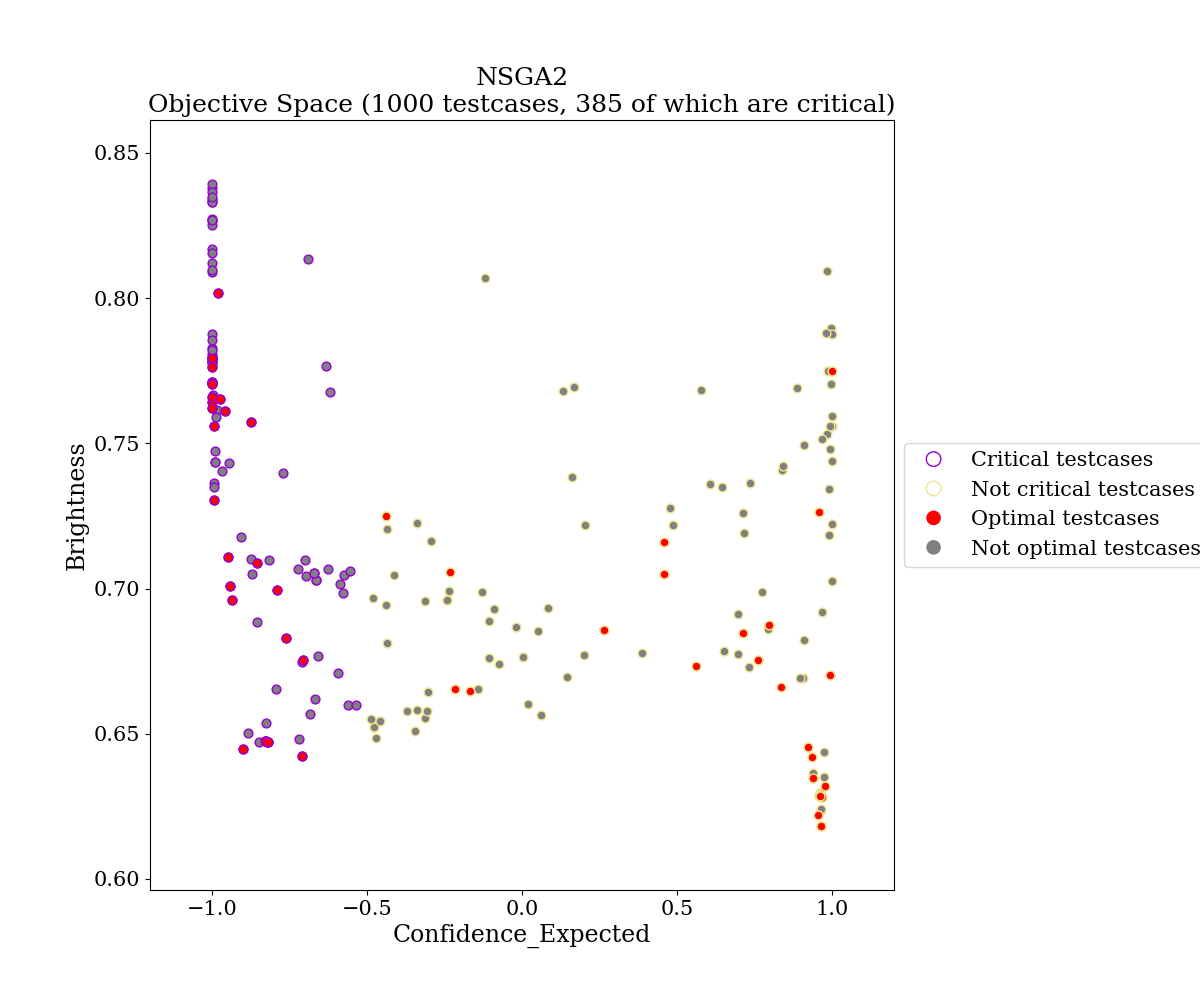 NSGA2
Objective Space (1000 testcases, 385 of which are critical)
0.85
0.80
0.75
0.70
0.65
0.60
Brightness
−1.0
−0.5
0.0
0.5
1.0
Confidence_Expected
Critical testcases
Not critical testcases
Optimal testcases
Not optimal testcases